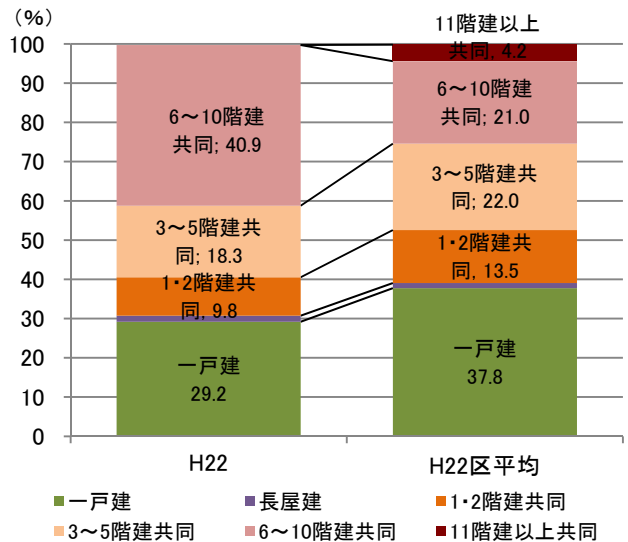 (%)
100
90
80
70
60
50
40
30
20
10
0
6～10階建
共同; 40.9
3～5階建共
同; 18.3
1・2階建共
同, 9.8
一戸建
29.2
11階建以上
共同, 4.2
6～10階建
共同; 21.0
3～5階建共
同; 22.0
1・2階建共
同, 13.5
一戸建
37.8
H22
H22区平均
一戸建
長屋建
1・2階建共同
3～5階建共同
6～10階建共同
11階建以上共同